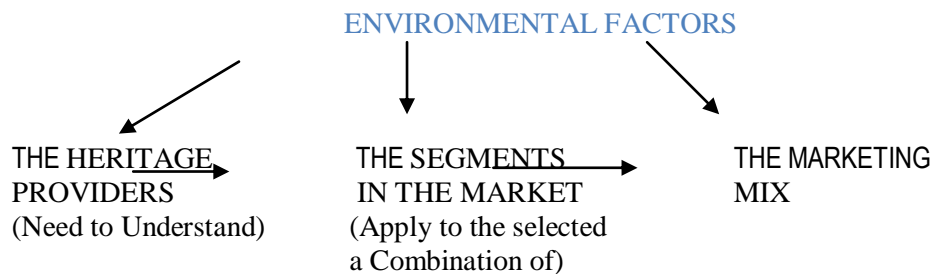 ENVIRONMENTAL FACTORS
THE HERITAGE PROVIDERS
(Need to Understand)
THE SEGMENTS
IN THE MARKET
(Apply to the selected
a Combination of)
THE MARKETING
MIX